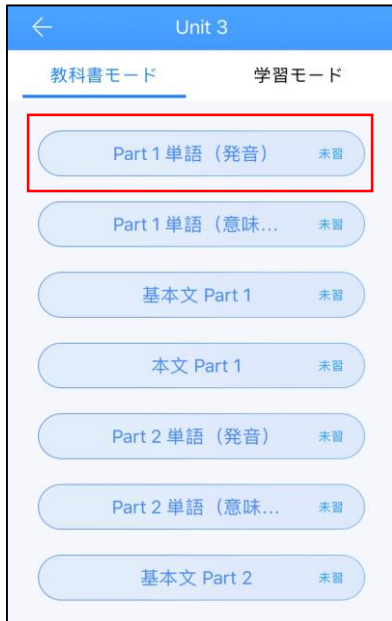 Unit 3
教科書モード 学習モード
Part 1 単語（発音） 未習
Part 1 単語（意味... 未習
基本文 Part 1 未習
本文 Part 1 未習
Part 2 単語（発音） 未習
Part 2 単語（意味... 未習
基本文 Part 2 未習